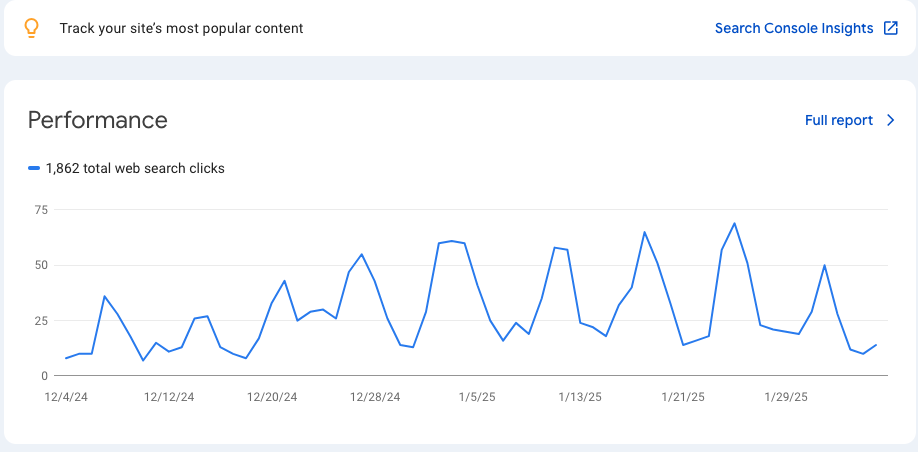 Track your site's most popular content
Search Console Insights
Performance
Full report
1,862 total web search clicks
75
50
25
0
12/4/24 12/12/24 12/20/24 12/28/24 1/5/25 1/13/25 1/21/25 1/29/25